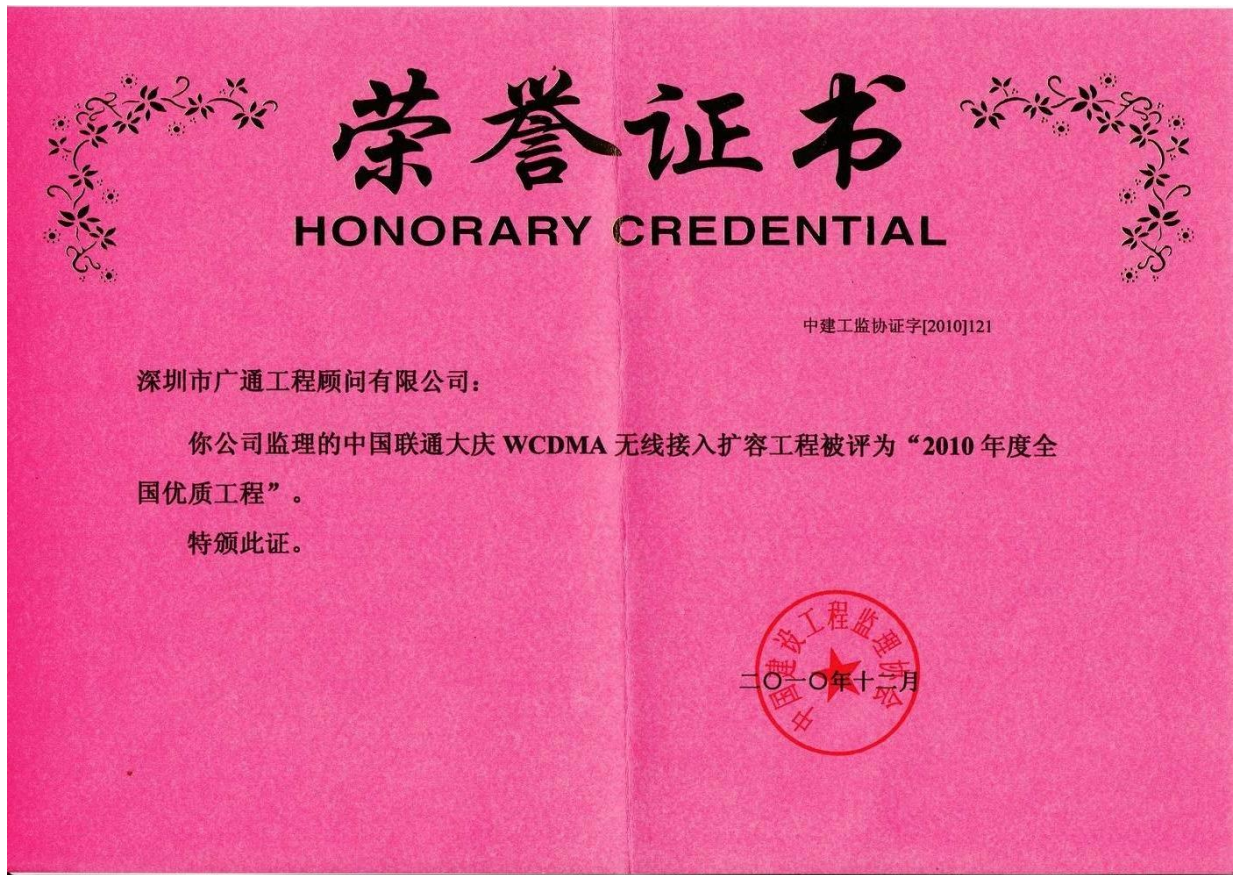 荣誉证书
HONORARY CREDENTIAL
中建工监协证字[2010]121
深圳市广通工程顾问有限公司：
你公司监理的中国联通大庆 WCDMA 无线接入扩容工程被评为“2010 年度全
国优质工程”。
特颁此证。
中国建设工程监理协会
二〇一〇年十二月